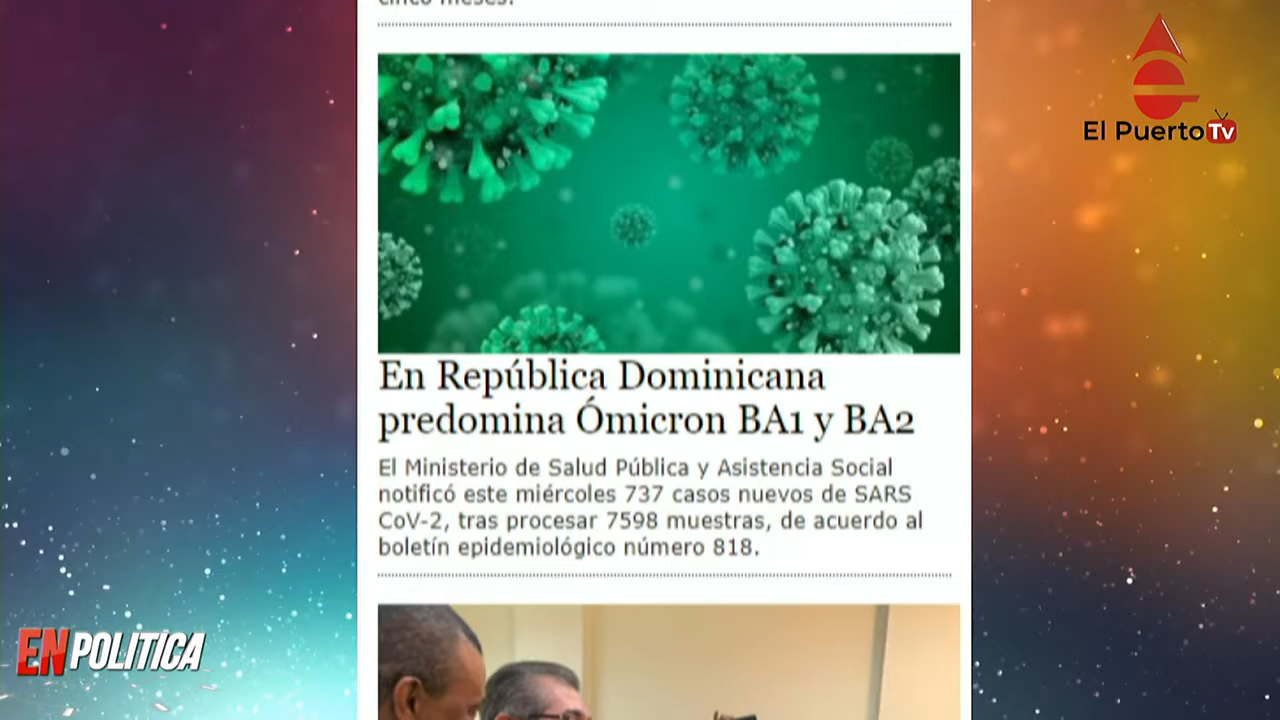 cinco meses.
El Puerto Tv
En República Dominicana
predomina Ómicron BA1 y BA2
El Ministerio de Salud Pública y Asistencia Social
notificó este miércoles 737 casos nuevos de SARS
CoV-2, tras procesar 7598 muestras, de acuerdo al
boletín epidemiológico número 818.
EN POLITICA